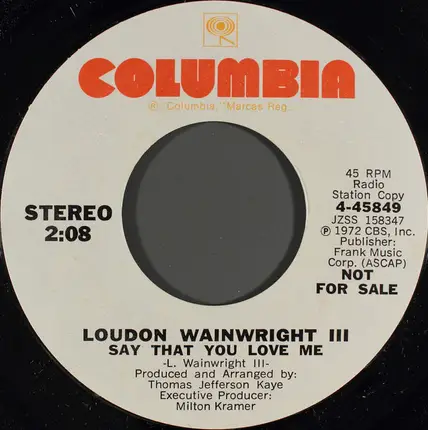 COLUMBIA
® Columbia, "Marcas Reg.
STEREO
2:08
45 RPM
Radio
Station Copy
4-45849
JZSS 158347
℗ 1972 CBS, Inc.
Publisher:
Frank Music
Corp. (ASCAP)
NOT
FOR SALE
LOUDON WAINWRIGHT III
SAY THAT YOU LOVE ME
-L. Wainwright III-
Produced and Arranged by:
Thomas Jefferson Kaye
Executive Producer:
Milton Kramer